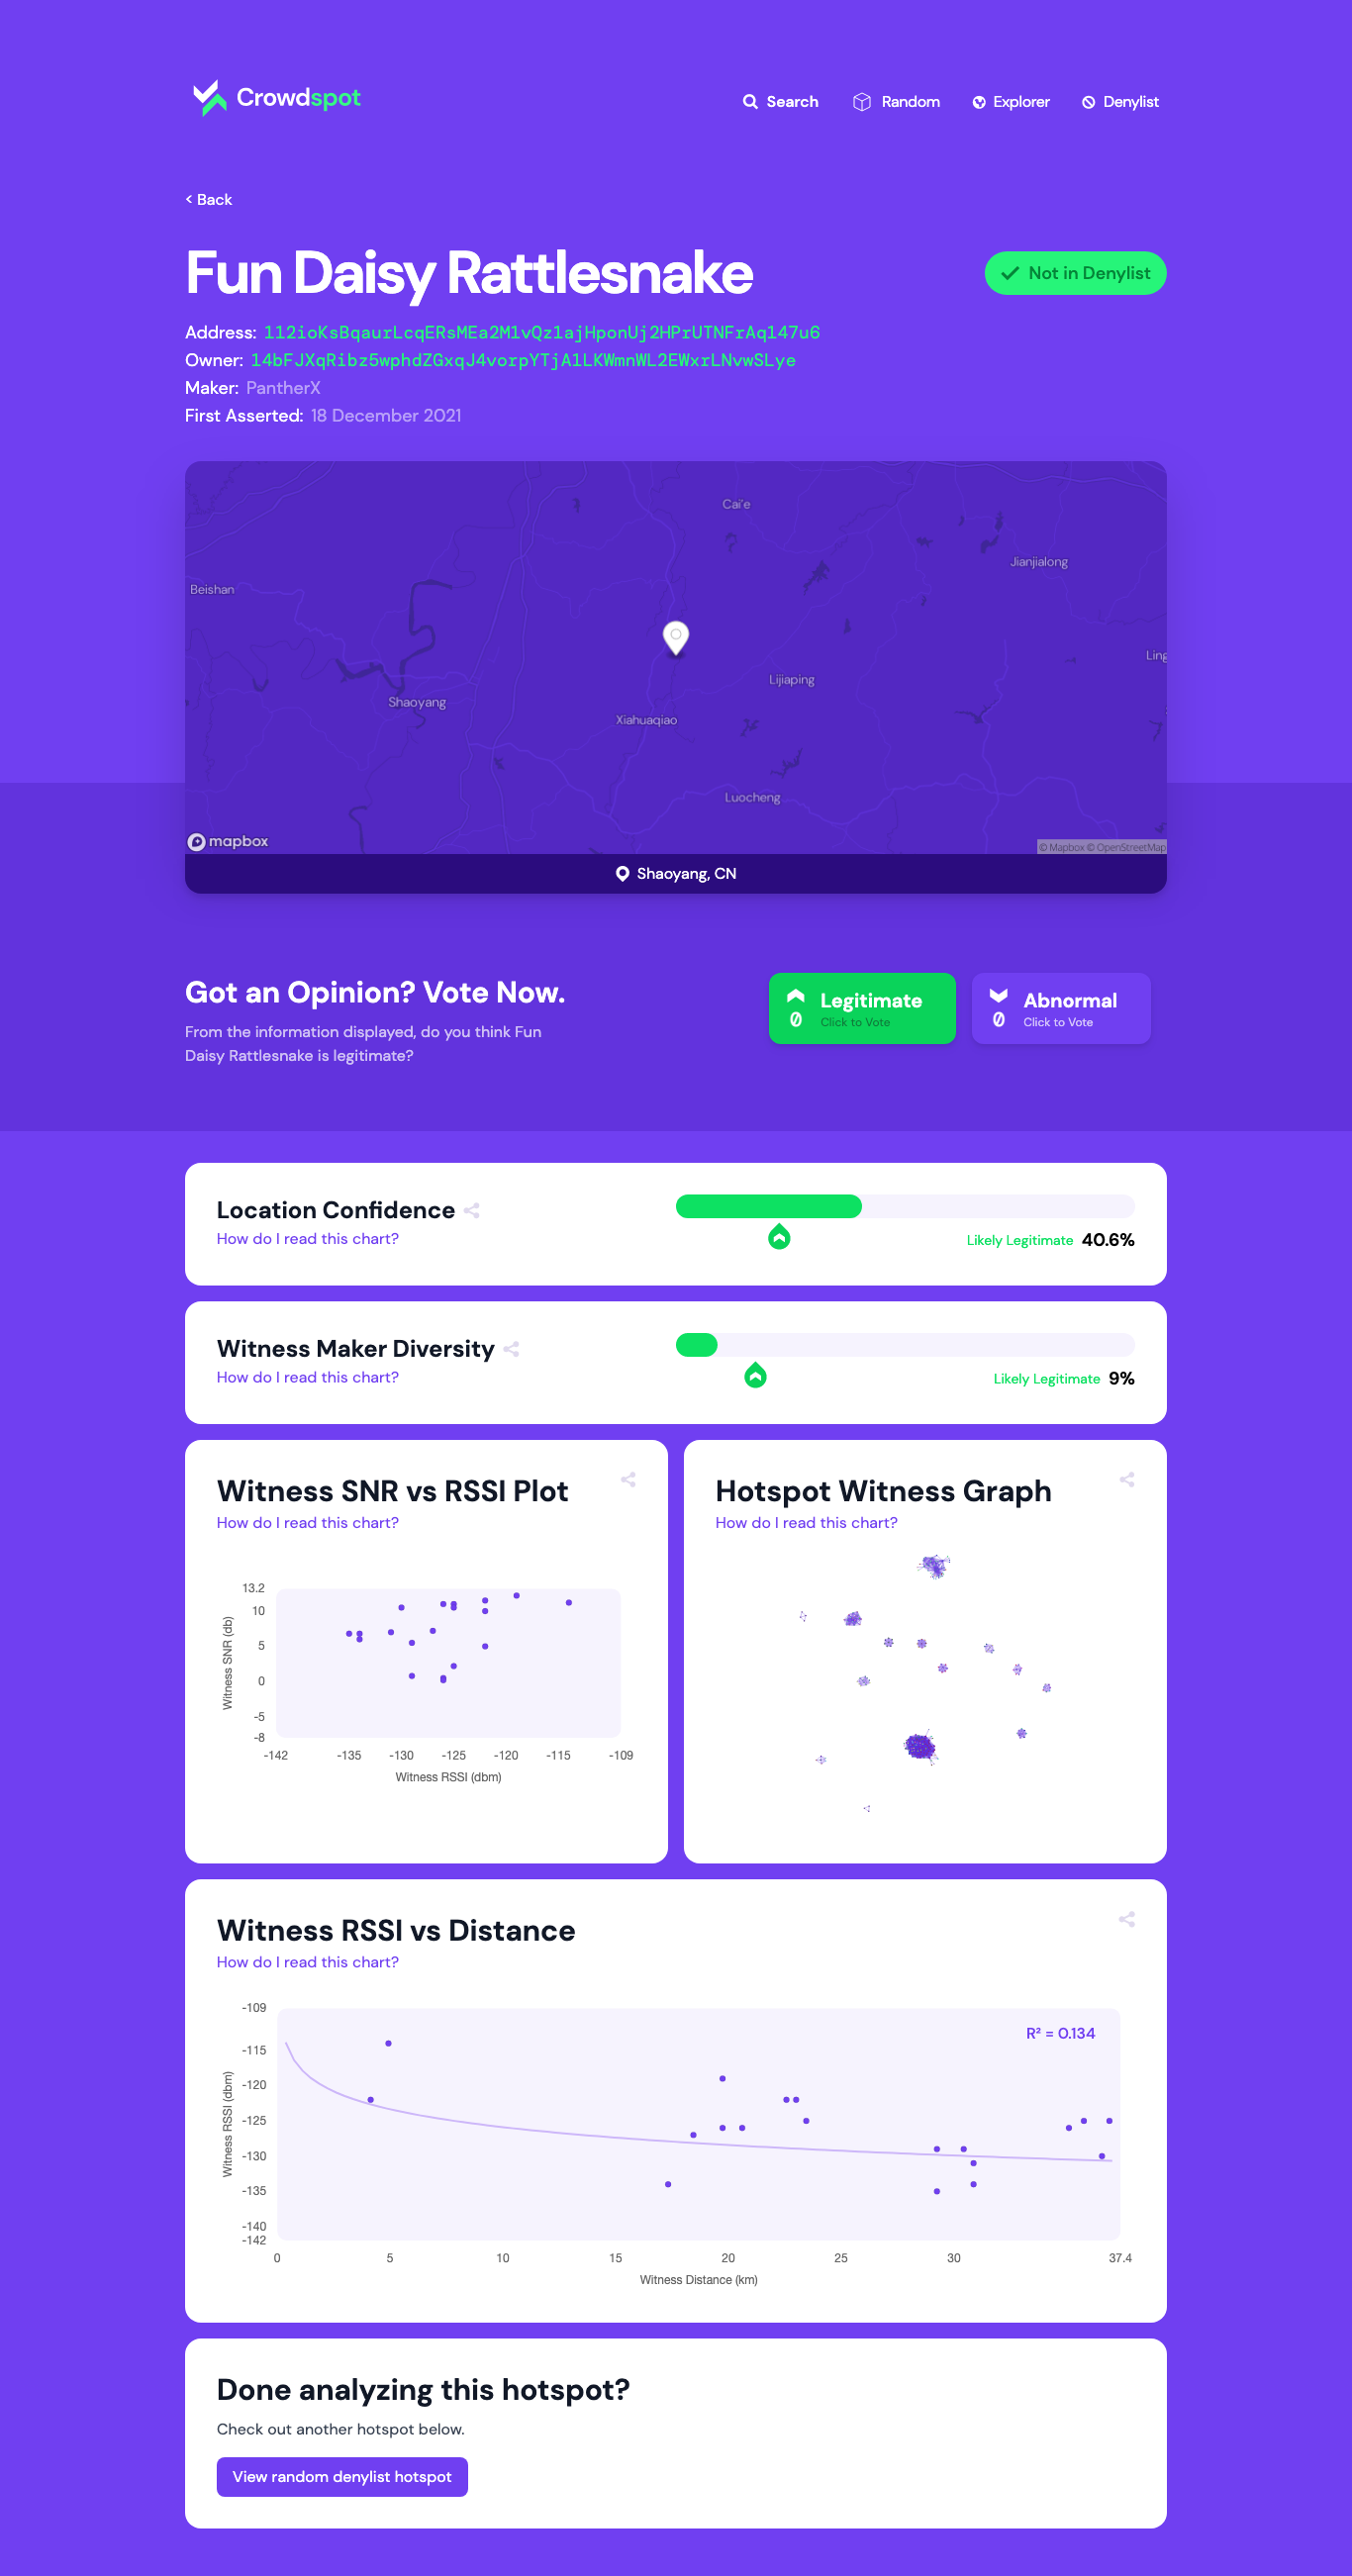 Crowdspot
Search Random Explorer Denylist
< Back
Fun Daisy Rattlesnake
Not in Denylist
Address: 112ioKsBqaurLcqERsMEa2M1vQz1ajHponUj2HPrUTNFrAq147u6
Owner: 14bFJXqRibz5wphdZGxqJ4vorpYTjA1LKWmnWL2EWxrLNvwSLye
Maker: PantherX
First Asserted: 18 December 2021
Cai'e
Jianjialong
Beishan
Ling
Lijiaping
Shaoyang
Xiahuaqiao
Luocheng
mapbox
© Mapbox © OpenStreetMap
Shaoyang, CN
Got an Opinion? Vote Now.
From the information displayed, do you think Fun
Daisy Rattlesnake is legitimate?
Legitimate
0 Click to Vote
Abnormal
0 Click to Vote
Location Confidence
How do I read this chart?
Likely Legitimate 40.6%
Witness Maker Diversity
How do I read this chart?
Likely Legitimate 9%
Witness SNR vs RSSI Plot
How do I read this chart?
13.2
10
5
0
-5
-8
Witness SNR (db)
-142 -135 -130 -125 -120 -115 -109
Witness RSSI (dbm)
Hotspot Witness Graph
How do I read this chart?
Witness RSSI vs Distance
How do I read this chart?
R² = 0.134
-109
-115
-120
-125
-130
-135
-140
-142
Witness RSSI (dbm)
0 5 10 15 20 25 30 37.4
Witness Distance (km)
Done analyzing this hotspot?
Check out another hotspot below.
View random denylist hotspot